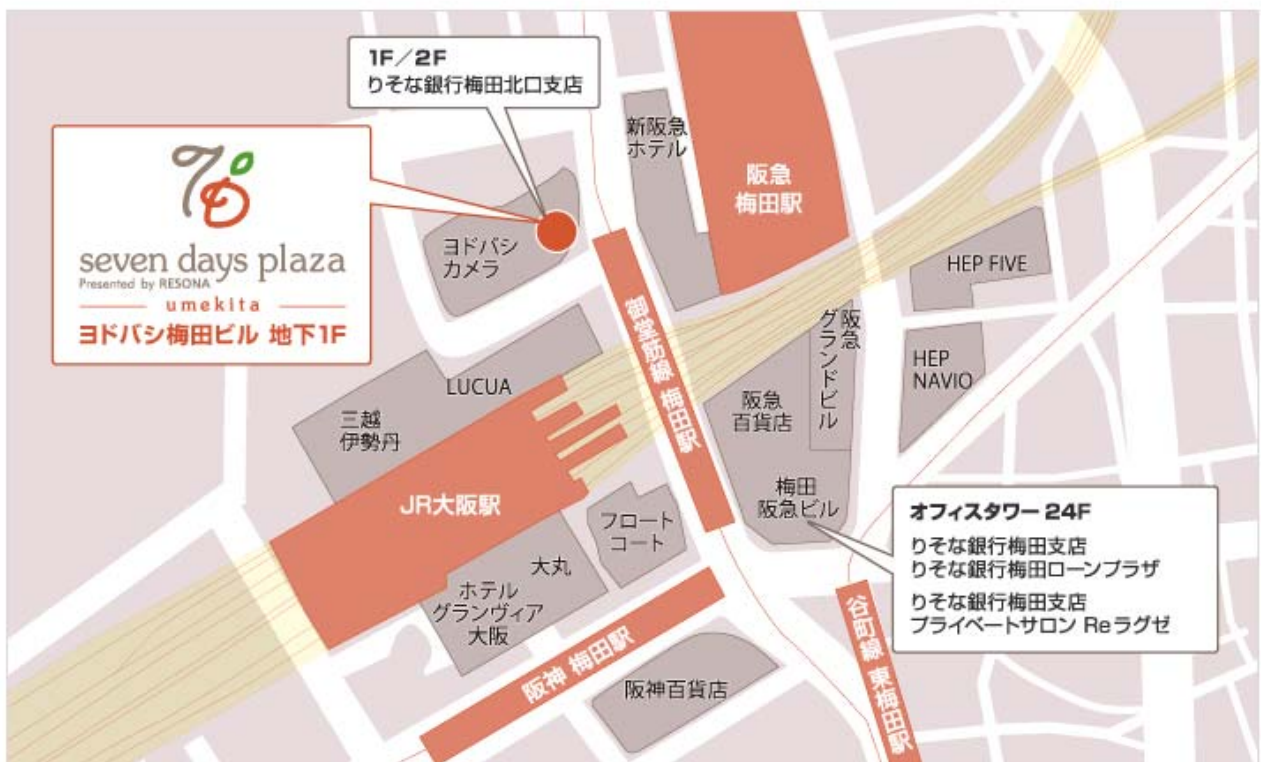 1F／2F
りそな銀行梅田北口支店
seven days plaza
Presented by RESONA
umekita
ヨドバシ梅田ビル 地下1F
新阪急
ホテル
阪急
梅田駅
ヨドバシ
カメラ
HEP FIVE
御堂筋線 梅田駅
阪急
グランドビル
HEP
NAVIO
LUCUA
三越
伊勢丹
阪急
百貨店
JR大阪駅
梅田
阪急ビル
フロート
コート
オフィスタワー 24F
りそな銀行梅田支店
りそな銀行梅田ローンプラザ
りそな銀行梅田支店
プライベートサロン Reラグゼ
大丸
ホテル
グランヴィア
大阪
谷町線 東梅田駅
阪神 梅田駅
阪神百貨店